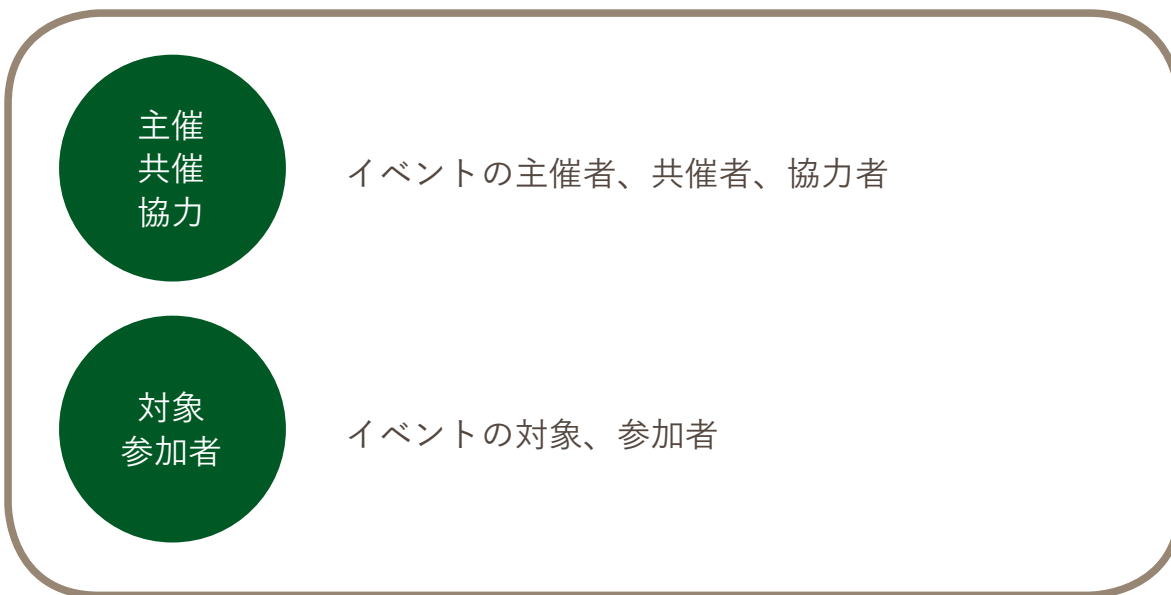 主催
共催
協力
イベントの主催者、共催者、協力者
対象
参加者
イベントの対象、参加者